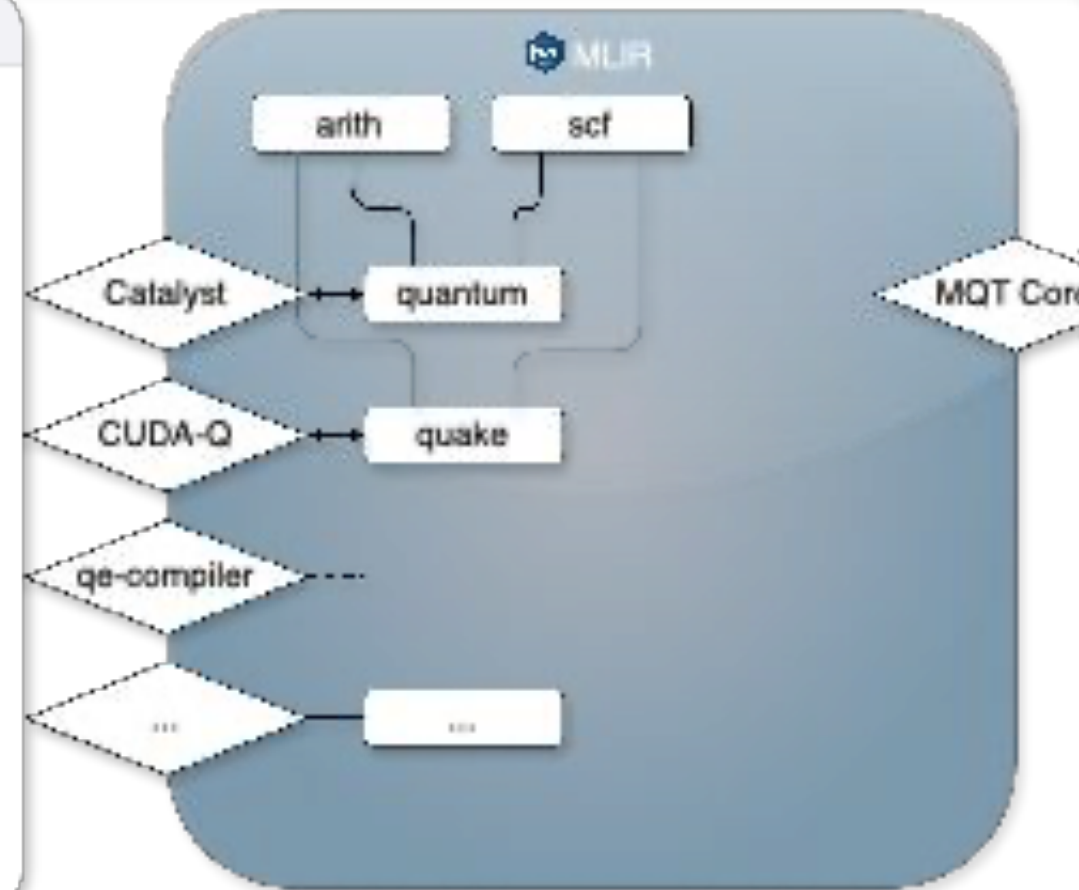 MLIR
arith
scf
Catalyst
quantum
MQT Core
CUDA-Q
quake
qe-compiler
...
...